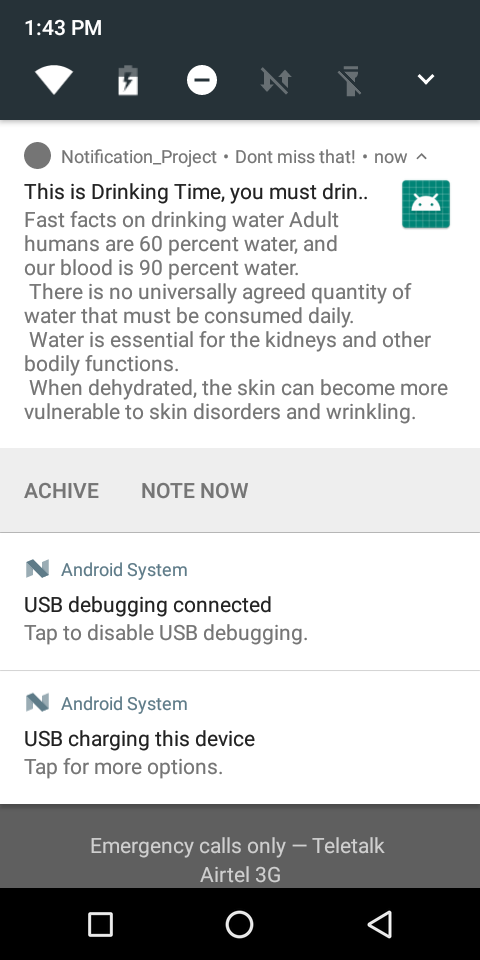 1:43 PM
Notification_Project • Dont miss that! • now
This is Drinking Time, you must drin..
Fast facts on drinking water Adult
humans are 60 percent water, and
our blood is 90 percent water.
There is no universally agreed quantity of
water that must be consumed daily.
Water is essential for the kidneys and other
bodily functions.
When dehydrated, the skin can become more
vulnerable to skin disorders and wrinkling.
ACHIVE NOTE NOW
Android System
USB debugging connected
Tap to disable USB debugging.
Android System
USB charging this device
Tap for more options.
Emergency calls only — Teletalk
Airtel 3G